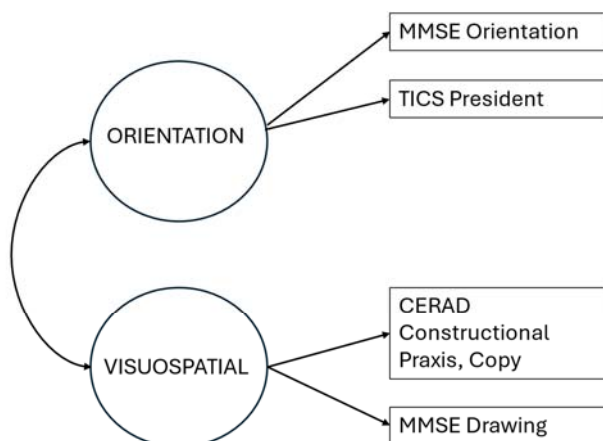 MMSE Orientation
TICS President
ORIENTATION
CERAD
Constructional
Praxis, Copy
VISUOSPATIAL
MMSE Drawing